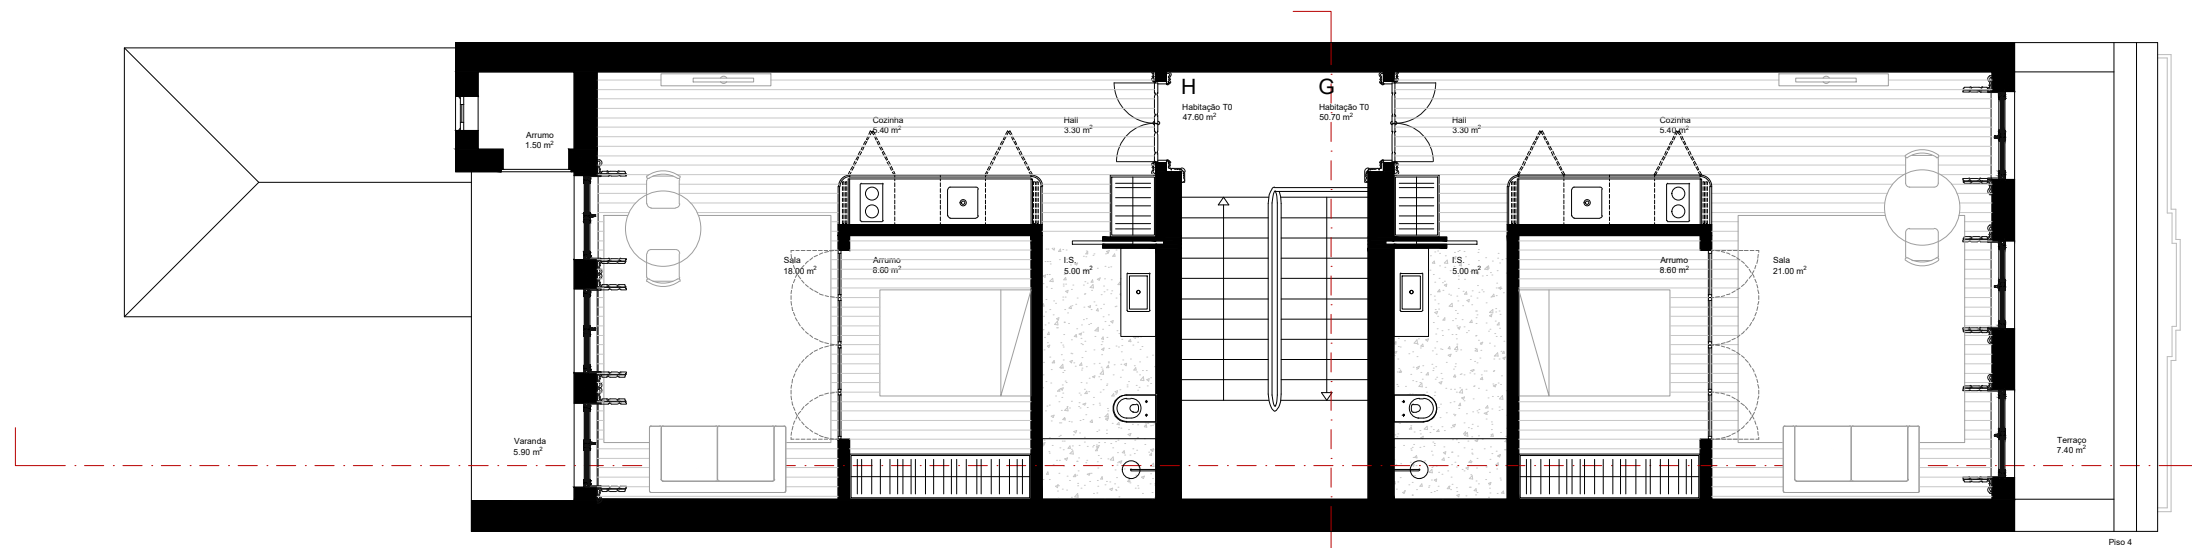 H
Habitação T0
47.60 m²
G
Habitação T0
50.70 m²
Arrumo
1.50 m²
Cozinha
5.40 m²
Hall
3.30 m²
Hall
3.30 m²
Cozinha
5.40 m²
Sala
18.00 m²
Arrumo
8.60 m²
I.S.
5.00 m²
I.S.
5.00 m²
Arrumo
8.60 m²
Sala
21.00 m²
Varanda
5.90 m²
Terraço
7.40 m²
Piso 4